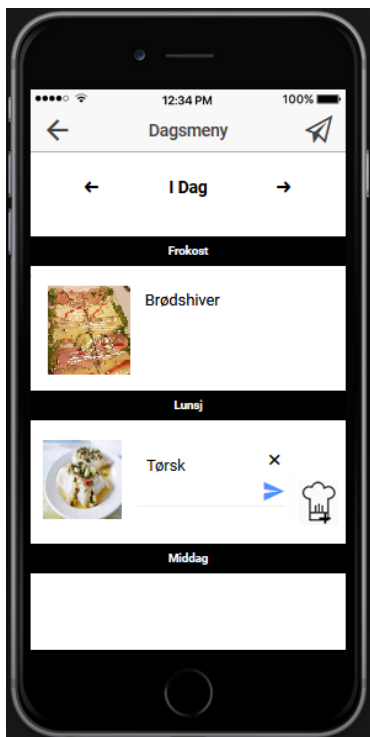 12:34 PM
100%
Dagsmeny
← I Dag →
Frokost
Brødshiver
Lunsj
Tørsk
Middag